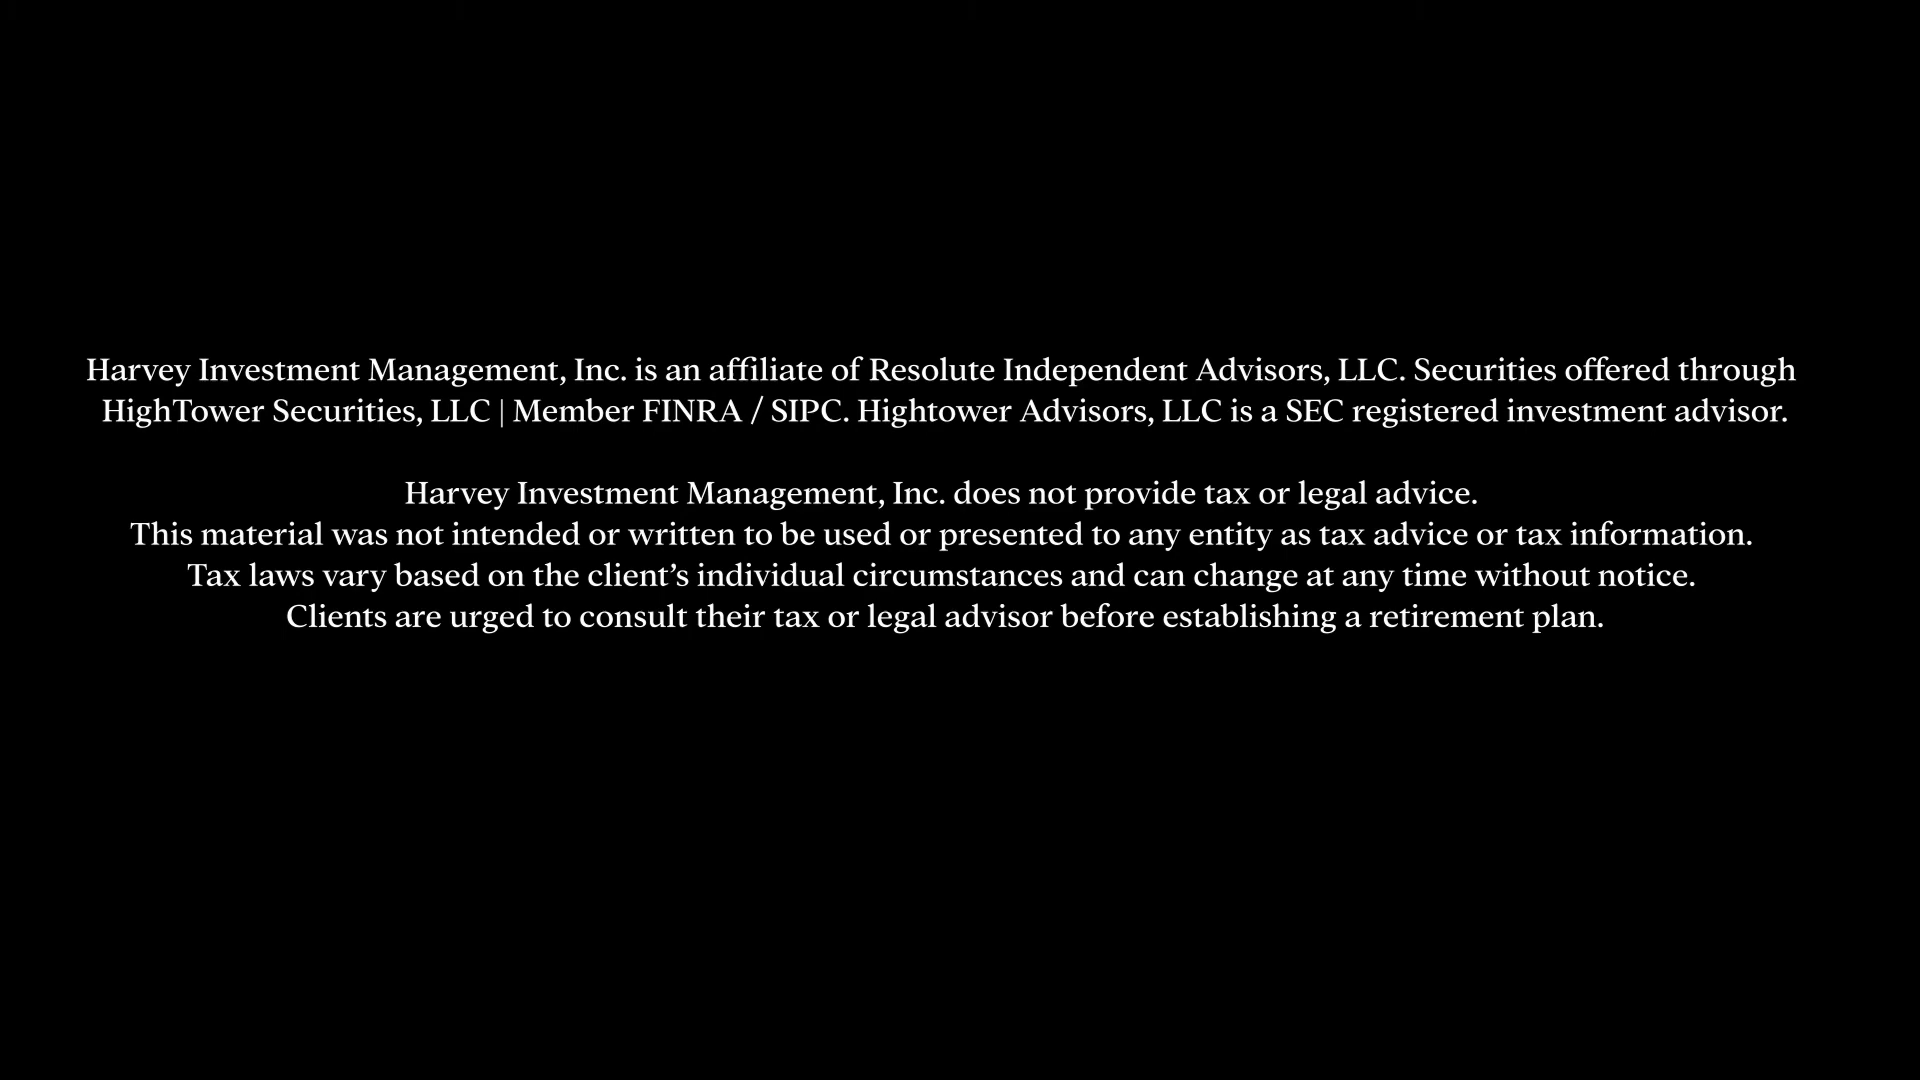 Harvey Investment Management, Inc. is an affiliate of Resolute Independent Advisors, LLC. Securities offered through
HighTower Securities, LLC | Member FINRA / SIPC. Hightower Advisors, LLC is a SEC registered investment advisor.
Harvey Investment Management, Inc. does not provide tax or legal advice.
This material was not intended or written to be used or presented to any entity as tax advice or tax information.
Tax laws vary based on the client’s individual circumstances and can change at any time without notice.
Clients are urged to consult their tax or legal advisor before establishing a retirement plan.